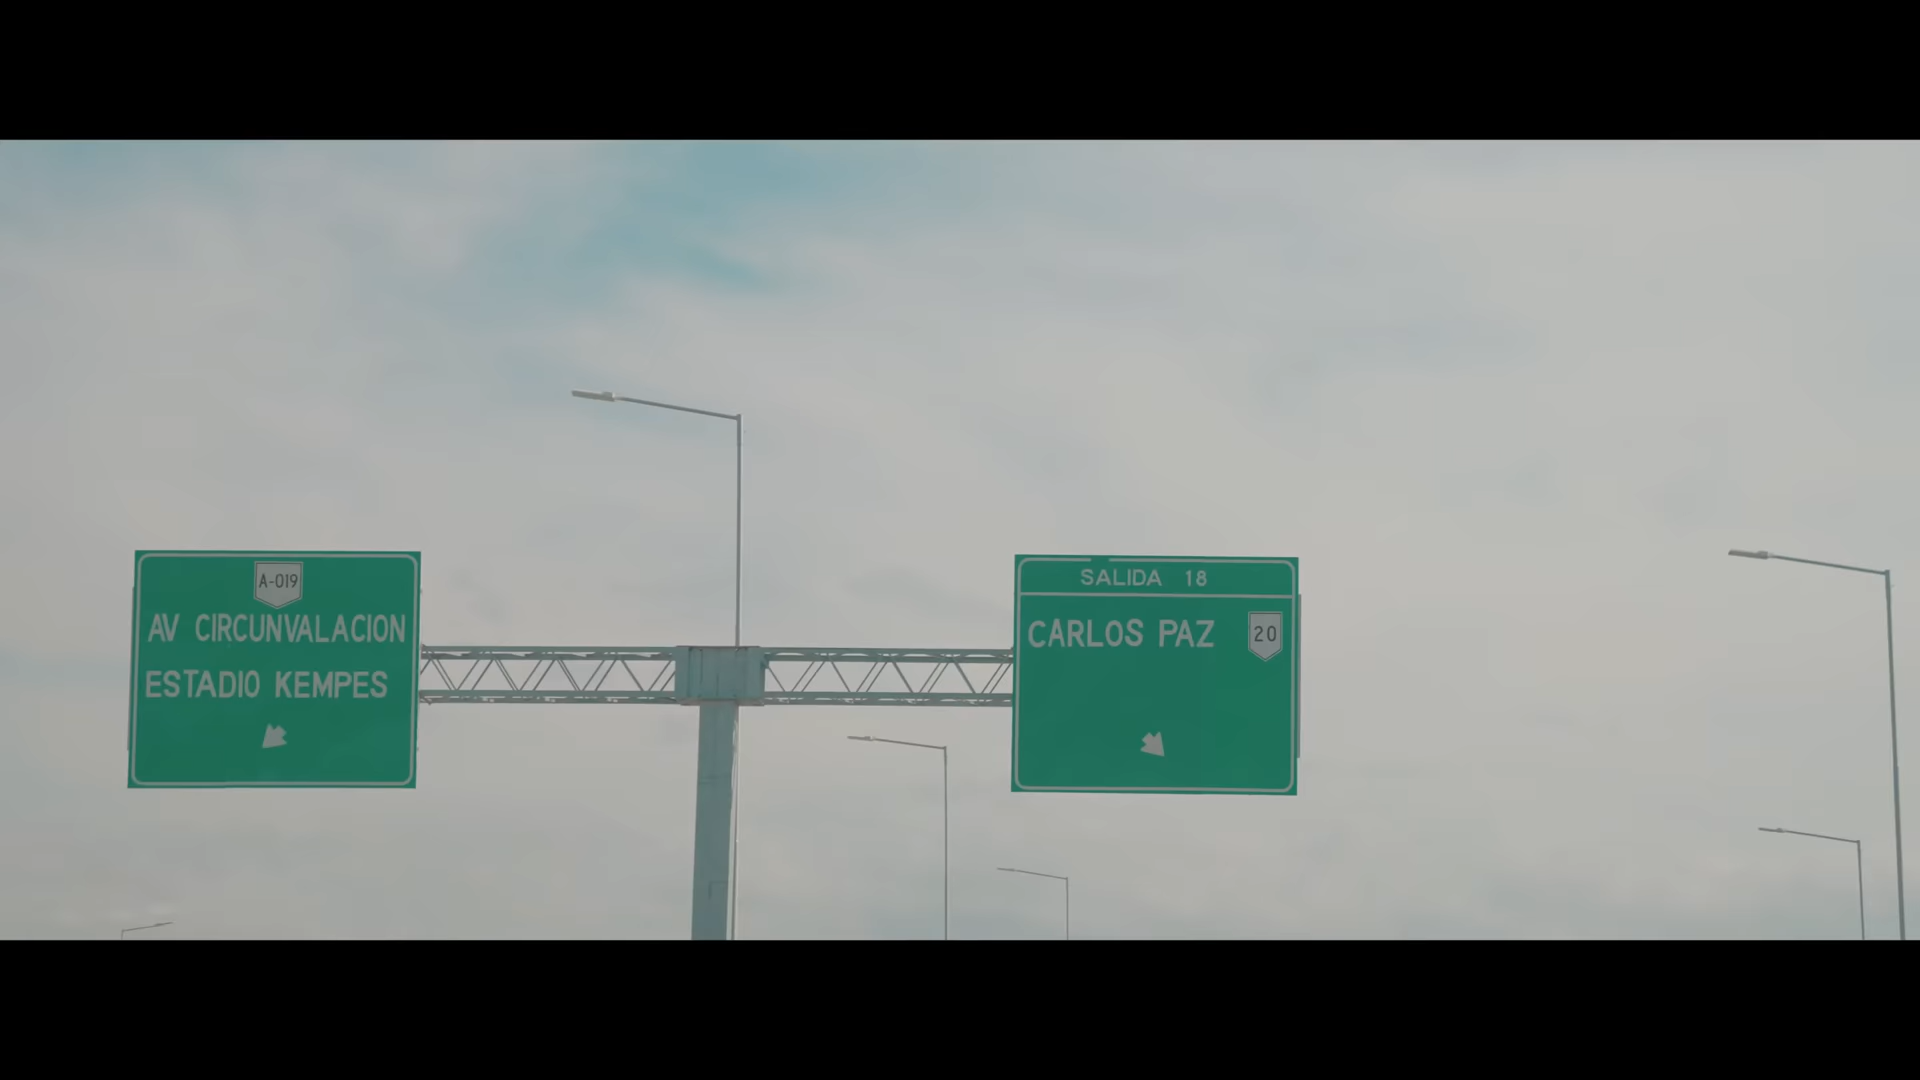 A-019
AV CIRCUNVALACION
ESTADIO KEMPES
SALIDA 18
CARLOS PAZ
20